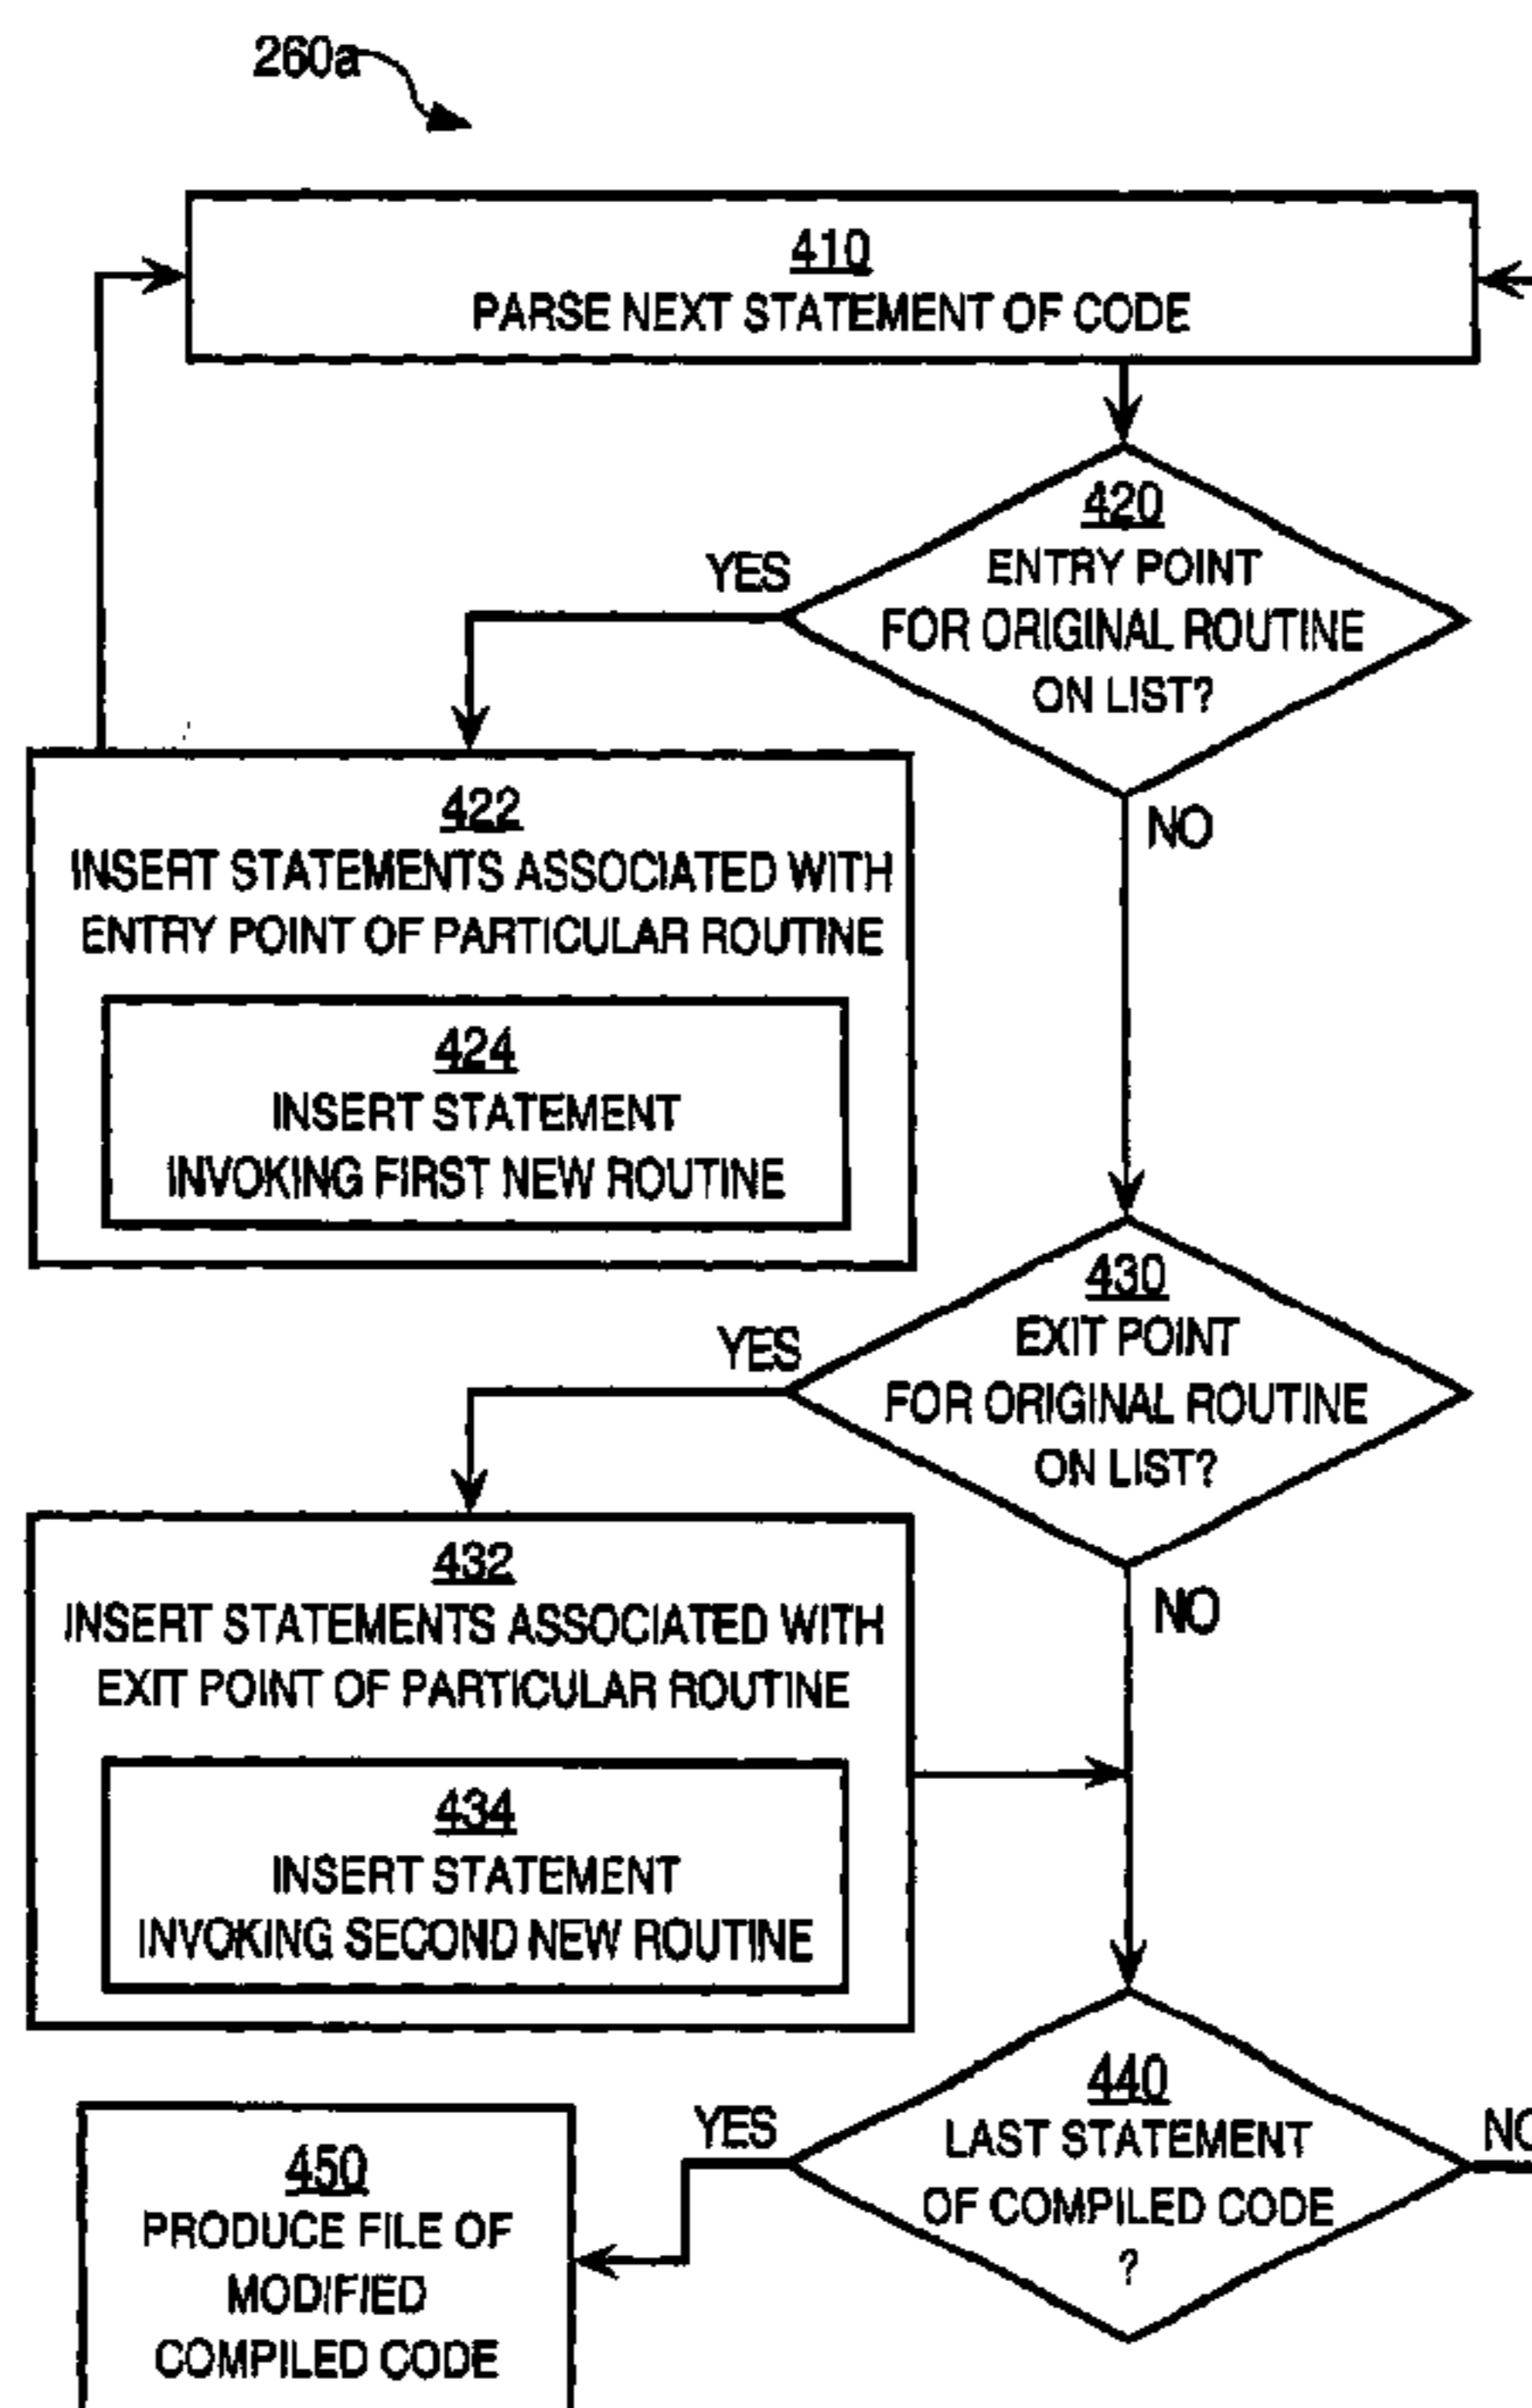 260a
410
PARSE NEXT STATEMENT OF CODE
420
ENTRY POINT
FOR ORIGINAL ROUTINE
ON LIST?
YES
NO
422
INSERT STATEMENTS ASSOCIATED WITH
ENTRY POINT OF PARTICULAR ROUTINE
424
INSERT STATEMENT
INVOKING FIRST NEW ROUTINE
430
EXIT POINT
FOR ORIGINAL ROUTINE
ON LIST?
YES
NO
432
INSERT STATEMENTS ASSOCIATED WITH
EXIT POINT OF PARTICULAR ROUTINE
434
INSERT STATEMENT
INVOKING SECOND NEW ROUTINE
440
LAST STATEMENT
OF COMPILED CODE
?
YES
NO
450
PRODUCE FILE OF
MODIFIED
COMPILED CODE